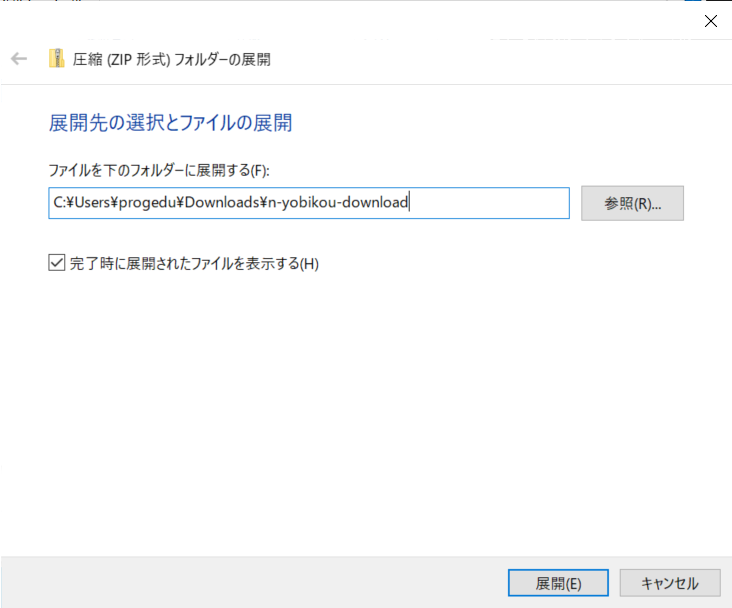 圧縮 (ZIP 形式) フォルダーの展開
展開先の選択とファイルの展開
ファイルを下のフォルダーに展開する(F):
C:¥Users¥progedu¥Downloads¥n-yobikou-download
参照(R)...
完了時に展開されたファイルを表示する(H)
展開(E)
キャンセル